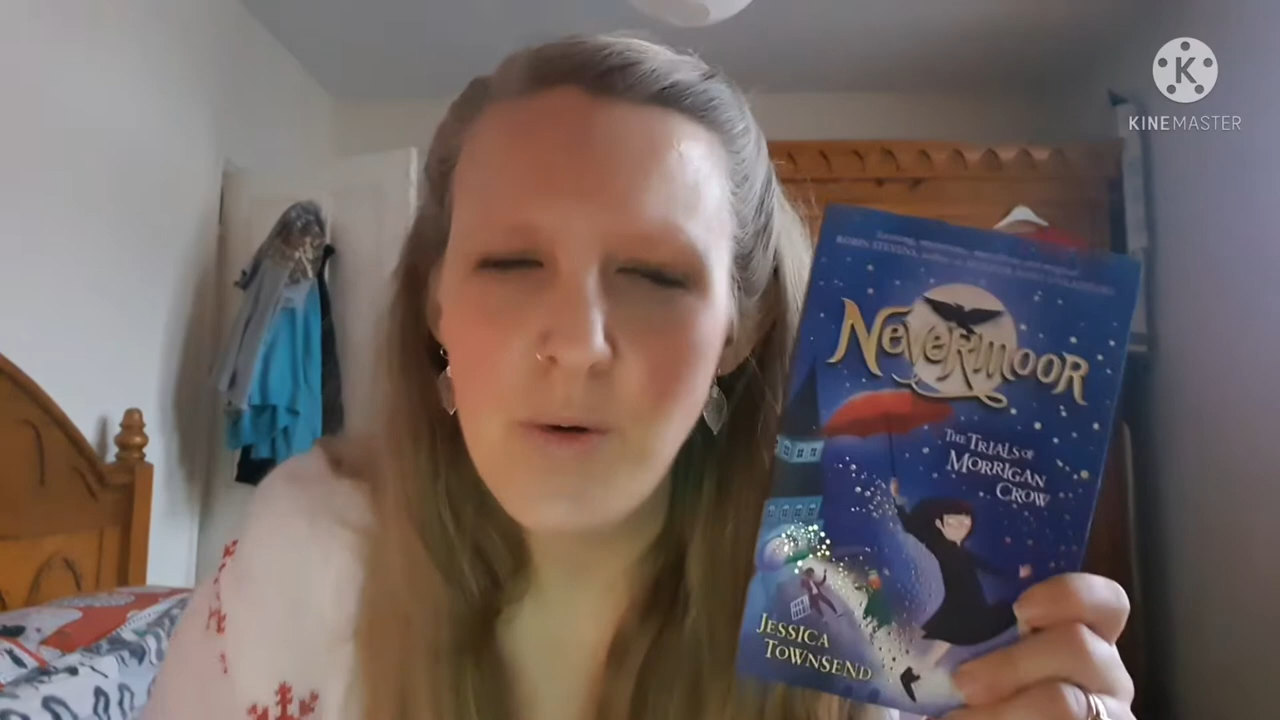 KINEMASTER
ROBIN STEVENS,
NEVERMOOR
THE TRIALS OF
MORRIGAN
CROW
JESSICA
TOWNSEND